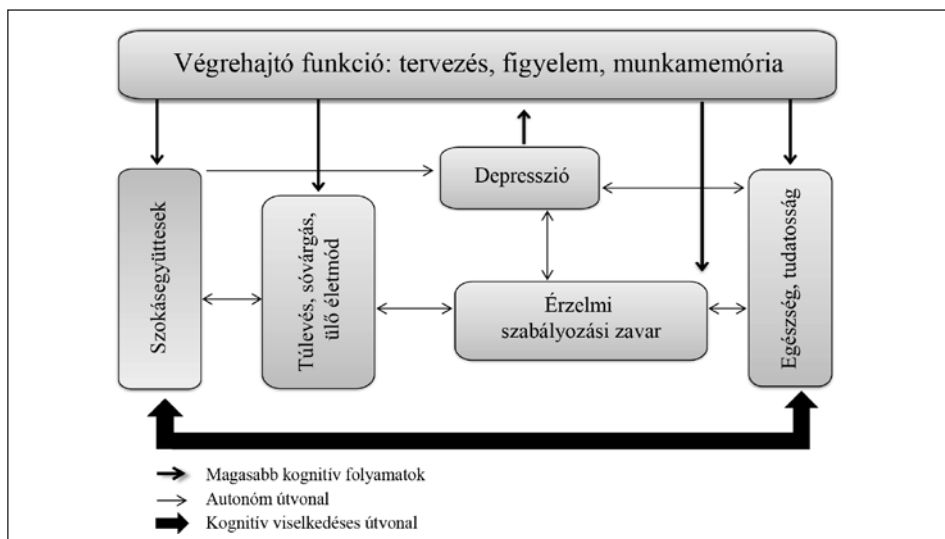 Végrehajtó funkció: tervezés, figyelem, munkamemória
Depresszió
Szokásegyüttesek
Túlevés, sóvárgás,
ülő életmód
Érzelmi
szabályozási zavar
Egészség, tudatosság
Magasabb kognitív folyamatok
Autonóm útvonal
Kognitív viselkedéses útvonal